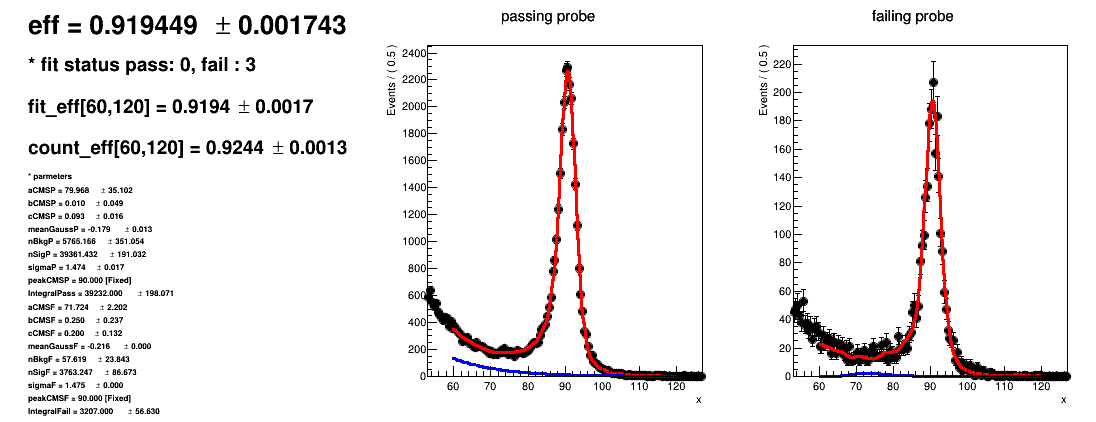 eff = 0.919449 ± 0.001743
* fit status pass: 0, fail : 3
fit_eff[60,120] = 0.9194 ± 0.0017
count_eff[60,120] = 0.9244 ± 0.0013
* parmeters
aCMSP = 79.968 ± 35.102
bCMSP = 0.010 ± 0.049
cCMSP = 0.093 ± 0.016
meanGaussP = -0.179 ± 0.013
nBkgP = 5765.166 ± 351.054
nSigP = 39361.432 ± 191.032
sigmaP = 1.474 ± 0.017
peakCMSP = 90.000 [Fixed]
IntegralPass = 39232.000 ± 198.071
aCMSF = 71.724 ± 2.202
bCMSF = 0.250 ± 0.237
cCMSF = 0.200 ± 0.132
meanGaussF = -0.216 ± 0.000
nBkgF = 57.619 ± 23.843
nSigF = 3763.247 ± 86.673
sigmaF = 1.475 ± 0.000
peakCMSF = 90.000 [Fixed]
IntegralFail = 3207.000 ± 56.630
passing probe
Events / ( 0.5 )
2400
2200
2000
1800
1600
1400
1200
1000
800
600
400
200
0
60 70 80 90 100 110 120
x
failing probe
Events / ( 0.5 )
220
200
180
160
140
120
100
80
60
40
20
0
60 70 80 90 100 110 120
x